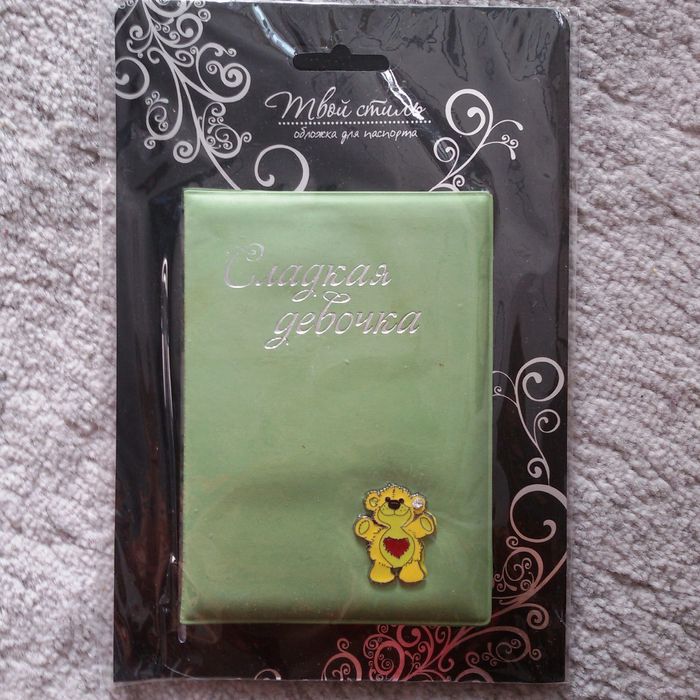 Твой стиль
обложка для паспорта
Сладкая
девочка